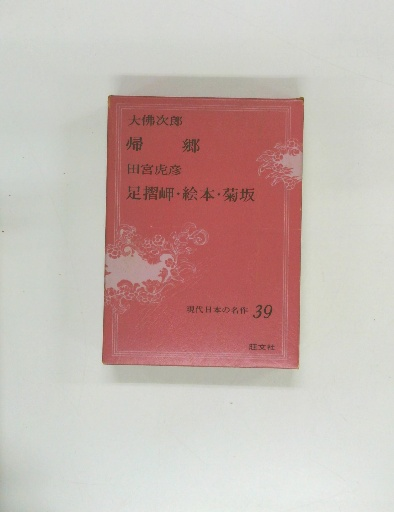 大佛次郎
帰郷
田宮虎彦
足摺岬・絵本・菊坂
現代日本の名作 39
旺文社